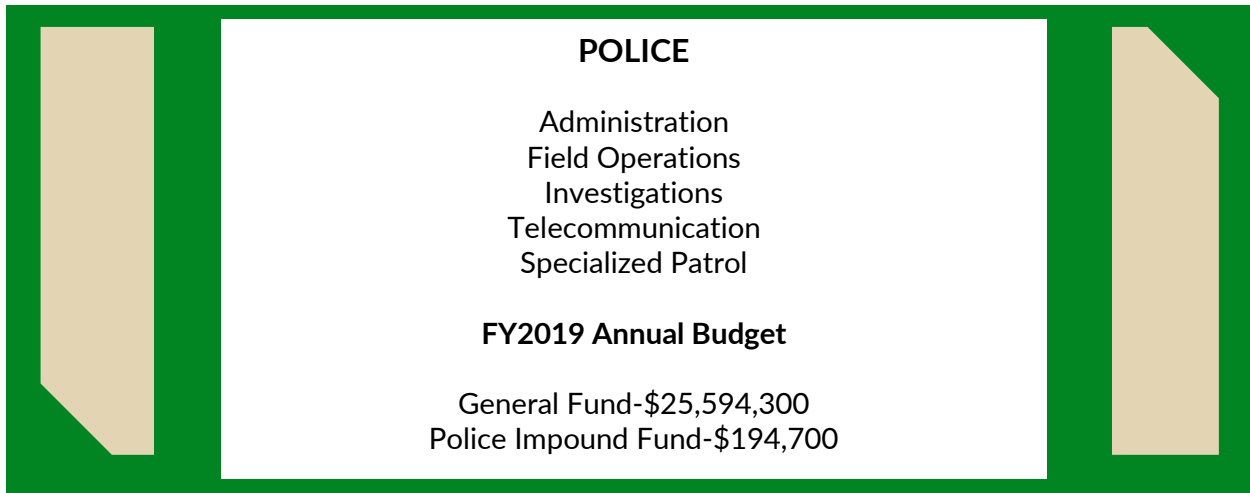 POLICE
Administration
Field Operations
Investigations
Telecommunication
Specialized Patrol
FY2019 Annual Budget
General Fund-$25,594,300
Police Impound Fund-$194,700